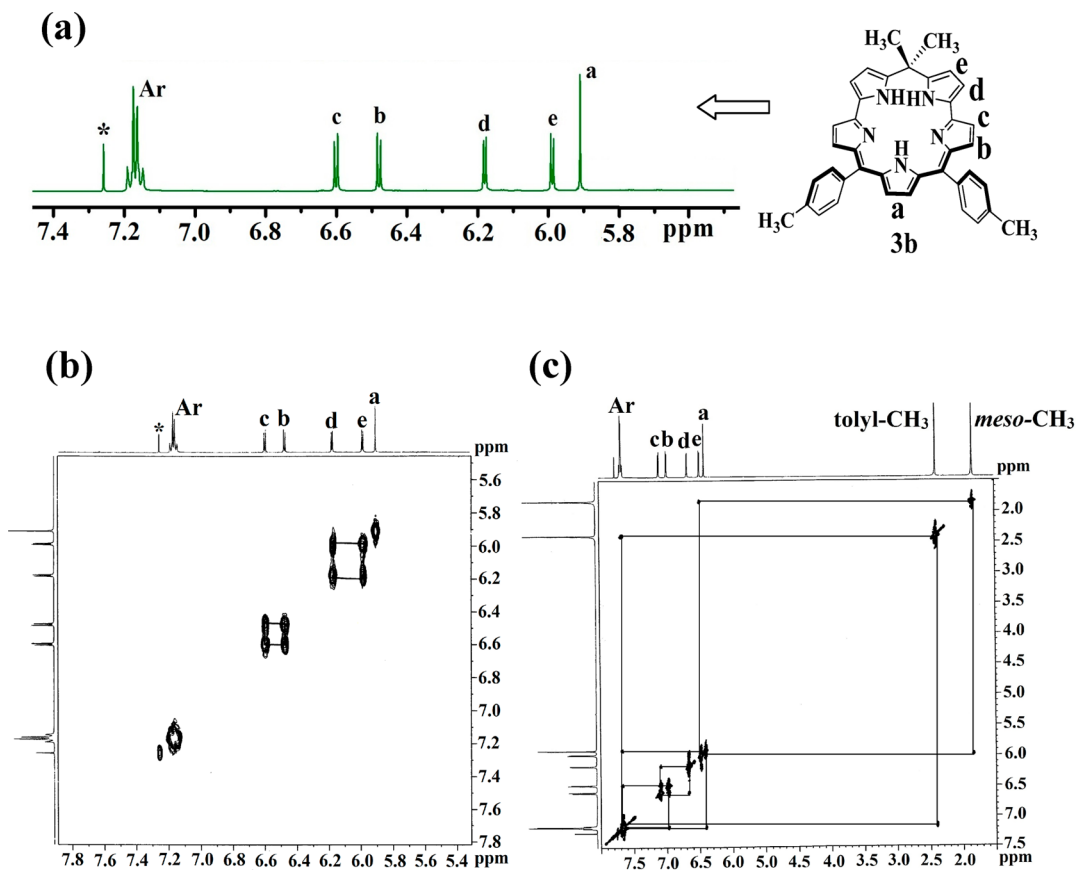 (a)
*
Ar
c
b
d
e
a
7.4 7.2 7.0 6.8 6.6 6.4 6.2 6.0 5.8 ppm
H₃C CH₃
e
d
NH HN
c
N N
b
H
N
a
H₃C
CH₃
3b
(b)
* Ar c b d e a
ppm
5.6
5.8
6.0
6.2
6.4
6.6
6.8
7.0
7.2
7.4
7.6
7.8
7.8 7.6 7.4 7.2 7.0 6.8 6.6 6.4 6.2 6.0 5.8 5.6 5.4 ppm
(c)
Ar c b d e a tolyl-CH₃ meso-CH₃
ppm
2.0
2.5
3.0
3.5
4.0
4.5
5.0
5.5
6.0
6.5
7.0
7.5
7.5 7.0 6.5 6.0 5.5 5.0 4.5 4.0 3.5 3.0 2.5 2.0 ppm